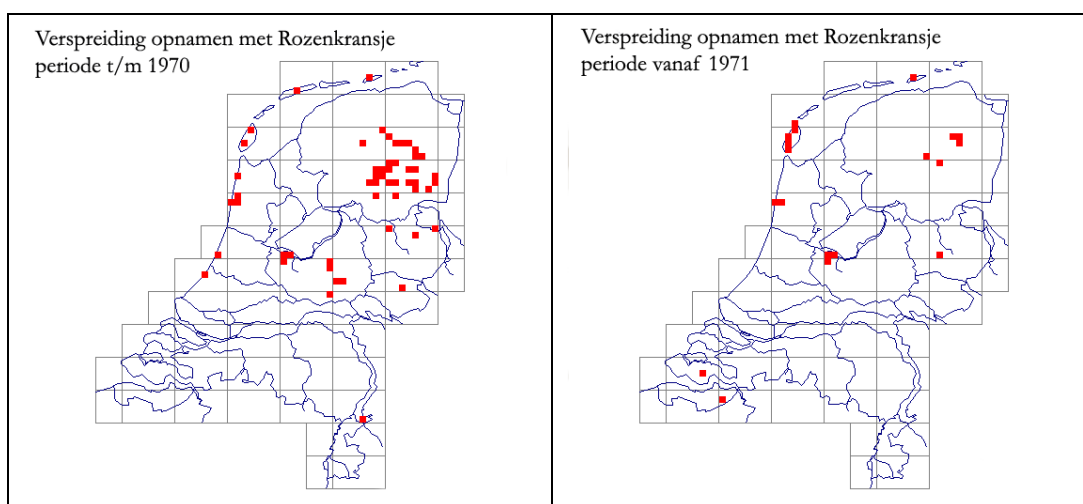 Verspreiding opnamen met Rozenkransje
periode t/m 1970
Verspreiding opnamen met Rozenkransje
periode vanaf 1971